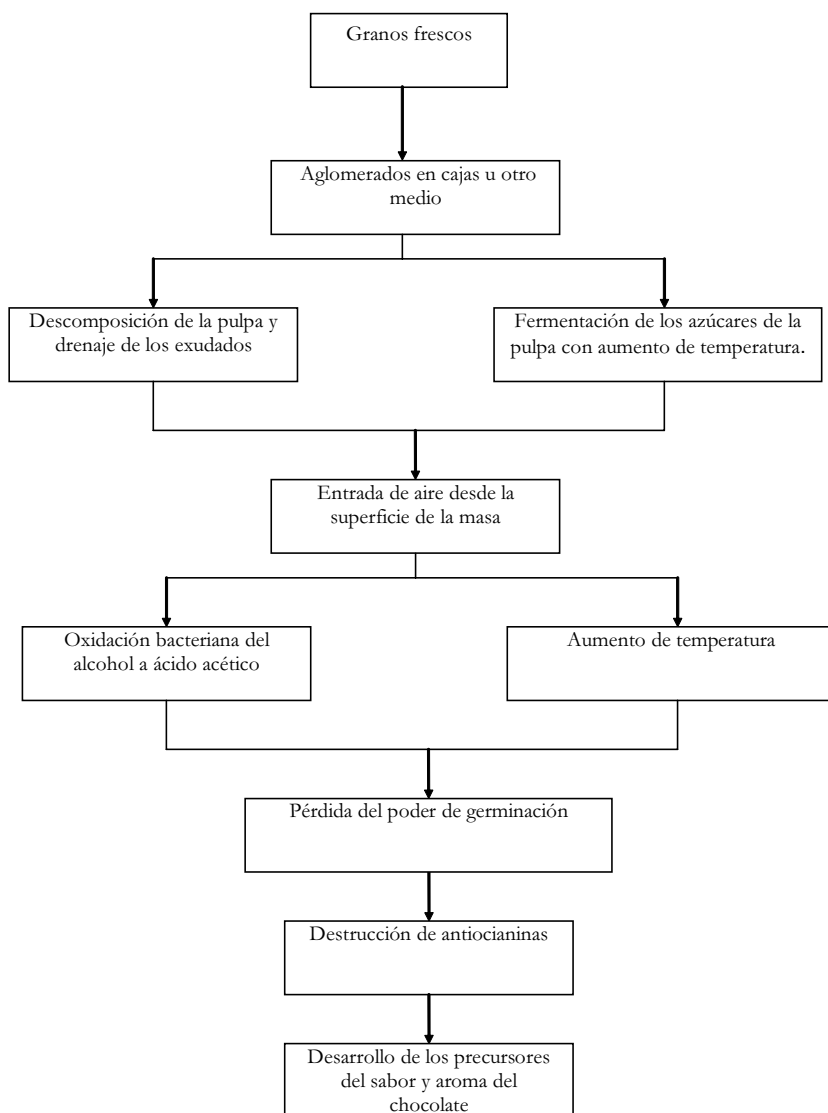 Granos frescos
Aglomerados en cajas u otro
medio
Descomposición de la pulpa y
drenaje de los exudados
Fermentación de los azúcares de la
pulpa con aumento de temperatura.
Entrada de aire desde la
superficie de la masa
Oxidación bacteriana del
alcohol a ácido acético
Aumento de temperatura
Pérdida del poder de germinación
Destrucción de antiocianinas
Desarrollo de los precursores
del sabor y aroma del
chocolate